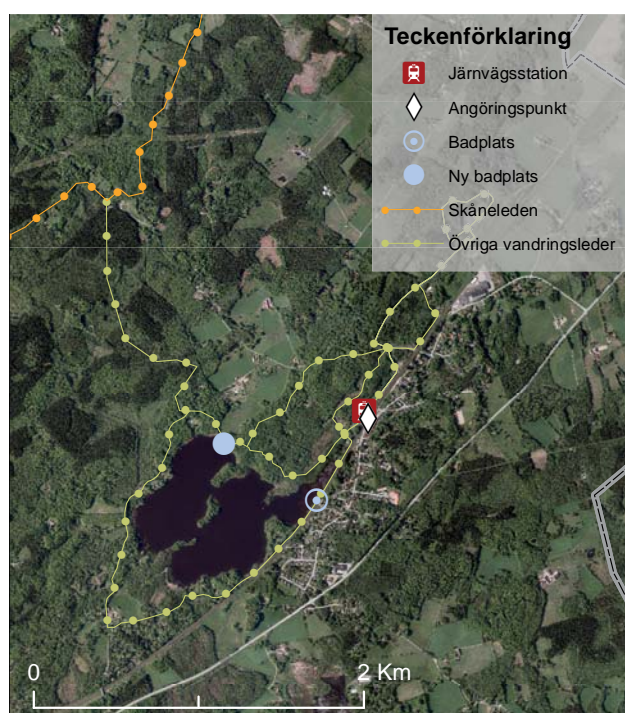 Teckenförklaring
Järnvägsstation
Angöringspunkt
Badplats
Ny badplats
Skåneleden
Övriga vandringsleder
0 2 Km